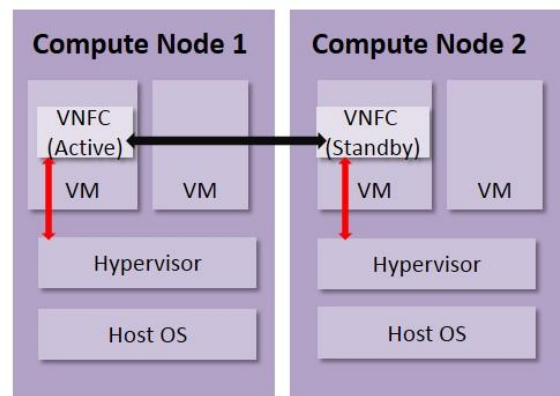 Compute Node 1
VNFC
(Active)
VM
VM
Hypervisor
Host OS
Compute Node 2
VNFC
(Standby)
VM
VM
Hypervisor
Host OS